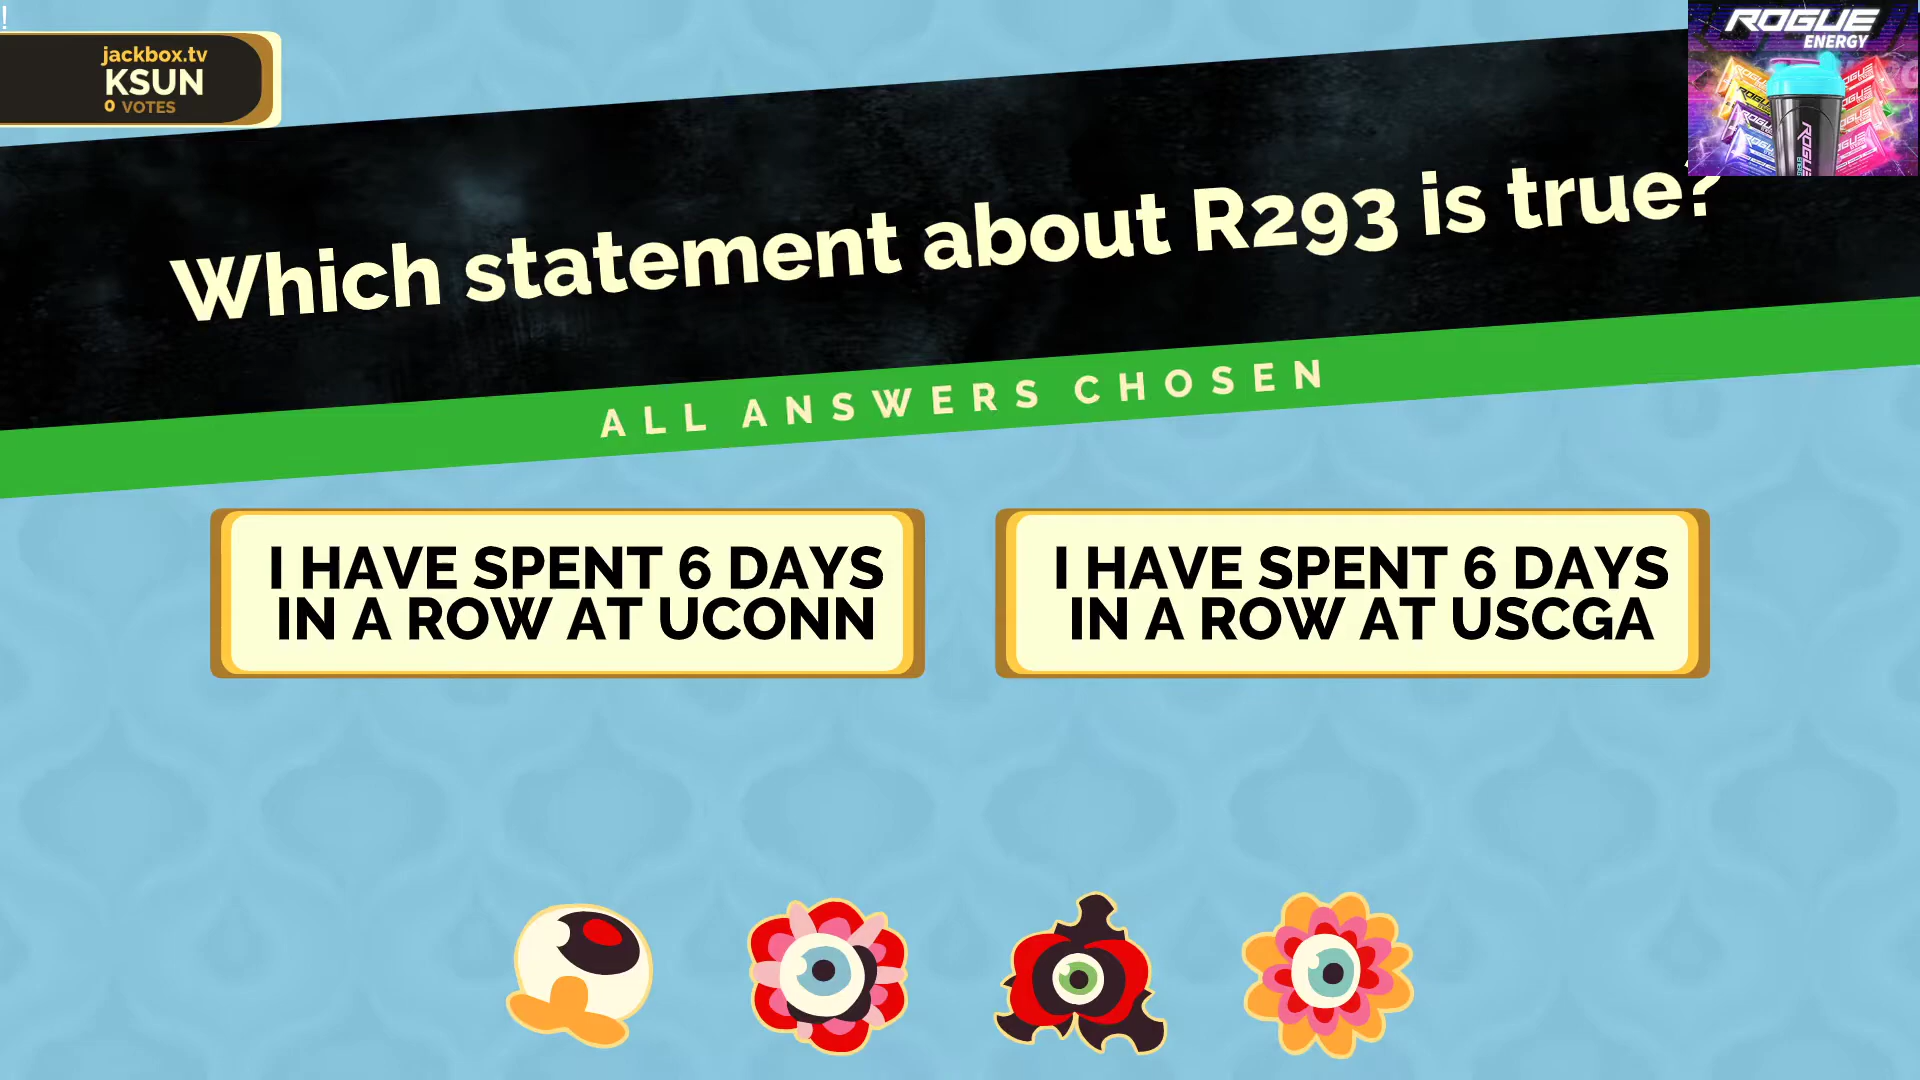 !
jackbox.tv
KSUN
0 VOTES
ROGUE
ENERGY
Which statement about R293 is true?
ALL ANSWERS CHOSEN
I HAVE SPENT 6 DAYS
IN A ROW AT UCONN
I HAVE SPENT 6 DAYS
IN A ROW AT USCGA